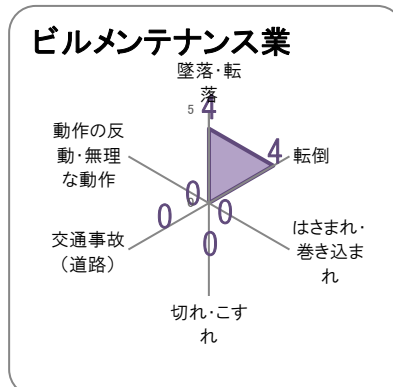 ビルメンテナンス業
墜落・転
落
5
4
4
転倒
動作の反
動・無理
な動作
0
0
0
0
交通事故
（道路）
はさまれ・
巻き込ま
れ
切れ・こす
れ